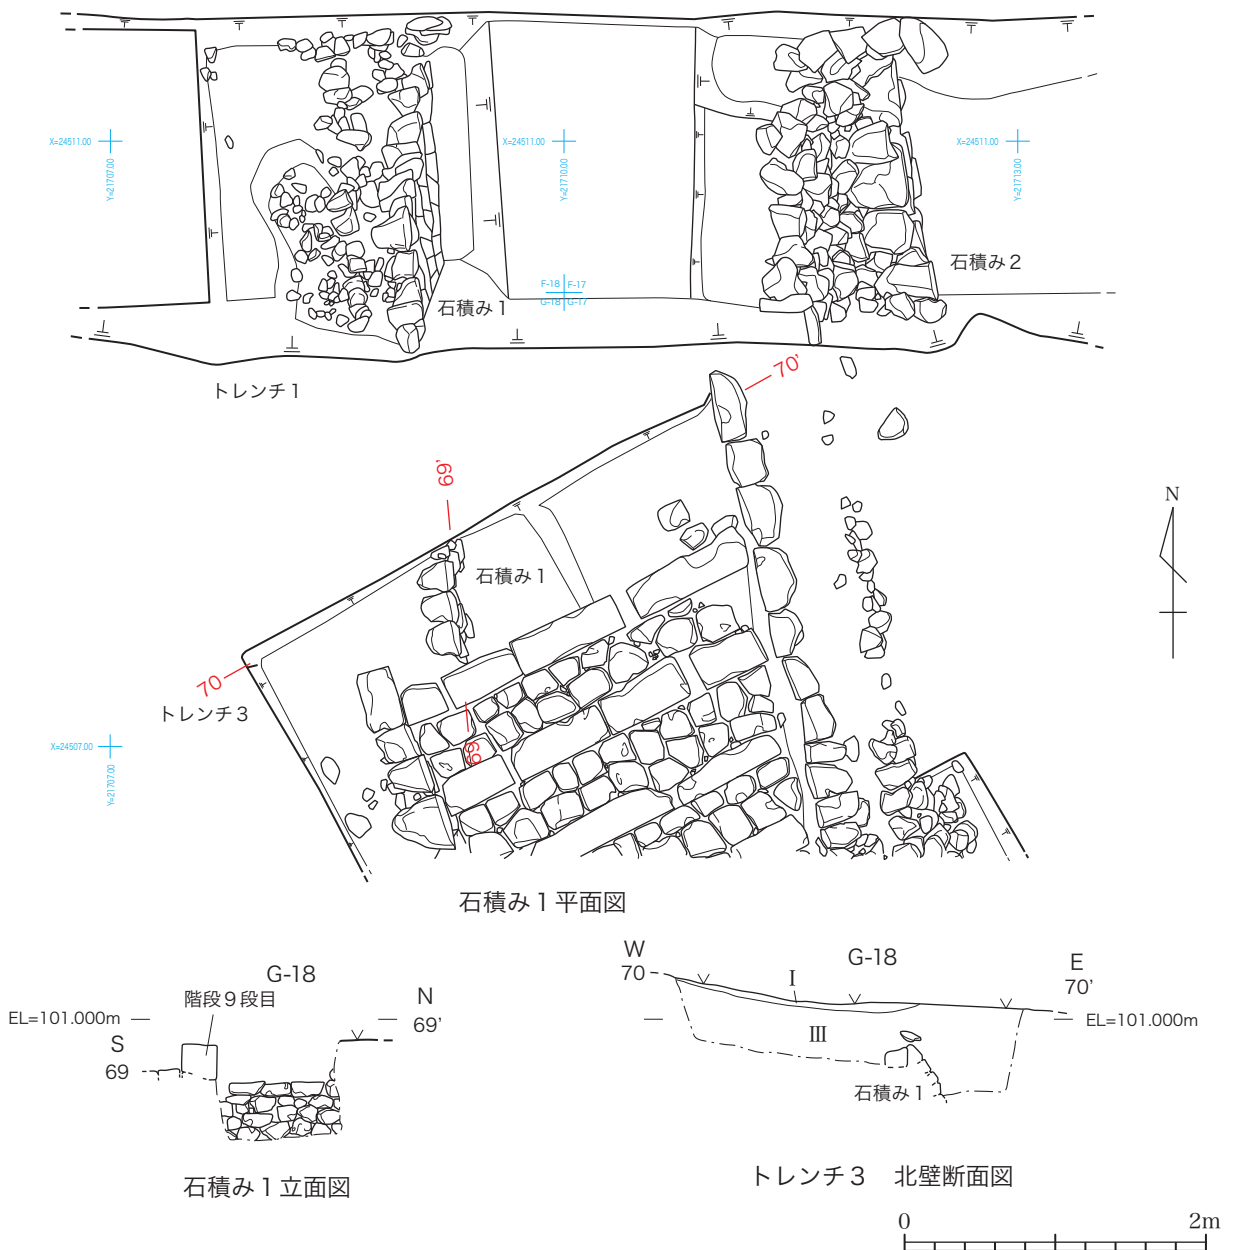 X=24511.00
Y=21707.00
X=24511.00
Y=21710.00
X=24511.00
Y=21713.00
石積み2
F-18 F-17
G-18 G-17
石積み1
トレンチ1
70'
69'
N
石積み1
70
トレンチ3
69
X=24507.00
Y=21707.00
石積み1平面図
G-18
階段9段目
N
69'
EL=101.000m
S
69
石積み1立面図
W
70
G-18
E
70'
I
EL=101.000m
III
石積み1
トレンチ3 北壁断面図
0 2m